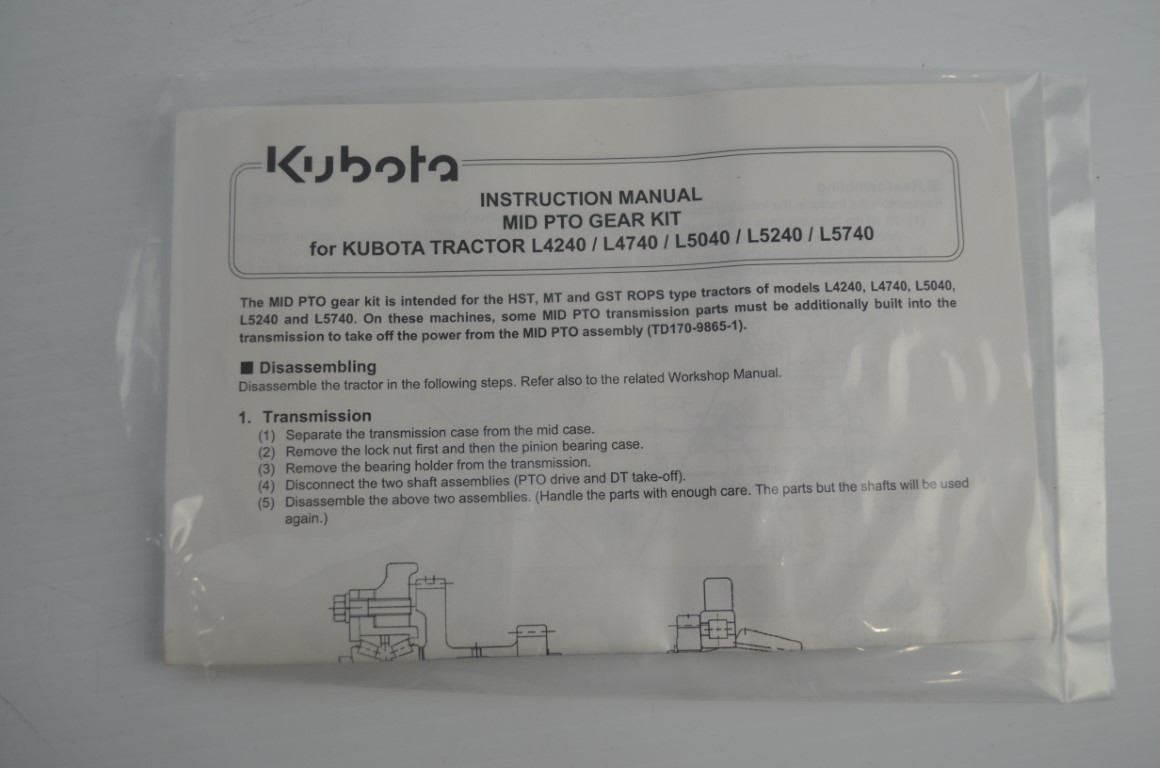 Kubota
INSTRUCTION MANUAL
MID PTO GEAR KIT
for KUBOTA TRACTOR L4240 / L4740 / L5040 / L5240 / L5740
The MID PTO gear kit is intended for the HST, MT and GST ROPS type tractors of models L4240, L4740, L5040,
L5240 and L5740. On these machines, some MID PTO transmission parts must be additionally built into the
transmission to take off the power from the MID PTO assembly (TD170-9865-1).
■ Disassembling
Disassemble the tractor in the following steps. Refer also to the related Workshop Manual.
1. Transmission
(1) Separate the transmission case from the mid case.
(2) Remove the lock nut first and then the pinion bearing case.
(3) Remove the bearing holder from the transmission.
(4) Disconnect the two shaft assemblies (PTO drive and DT take-off).
(5) Disassemble the above two assemblies. (Handle the parts with enough care. The parts but the shafts will be used
again.)